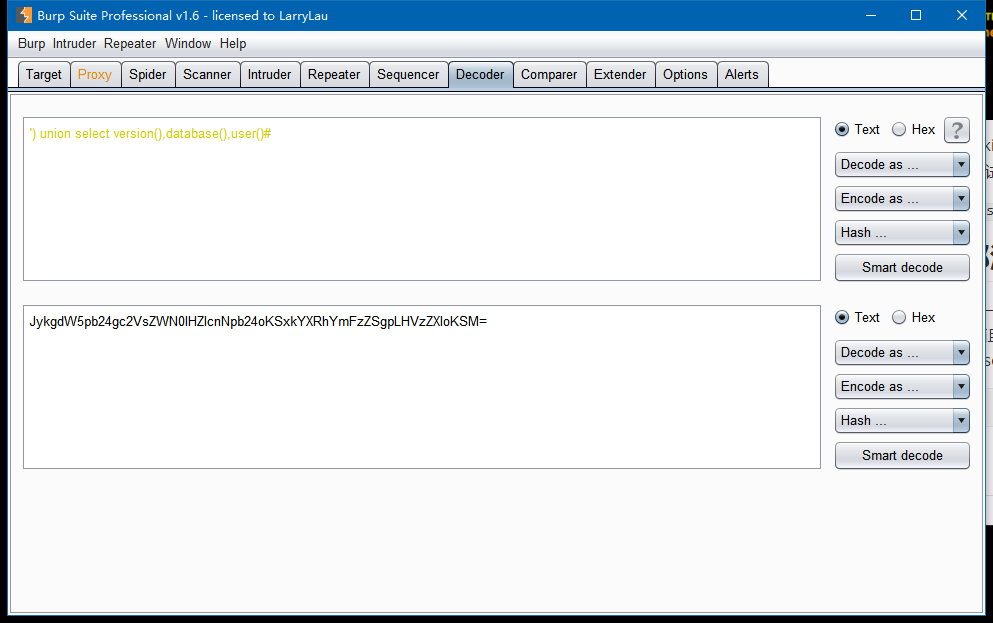 Burp Suite Professional v1.6 - licensed to LarryLau
Burp Intruder Repeater Window Help
Target Proxy Spider Scanner Intruder Repeater Sequencer Decoder Comparer Extender Options Alerts
') union select version(),database(),user()#
Text Hex ?
Decode as ...
Encode as ...
Hash ...
Smart decode
JykgdW5pb24gc2VsZWN0IHZlcnNpb24oKSxkYXRhYmFzZSgpLHVzZXIoKSM=
Text Hex
Decode as ...
Encode as ...
Hash ...
Smart decode